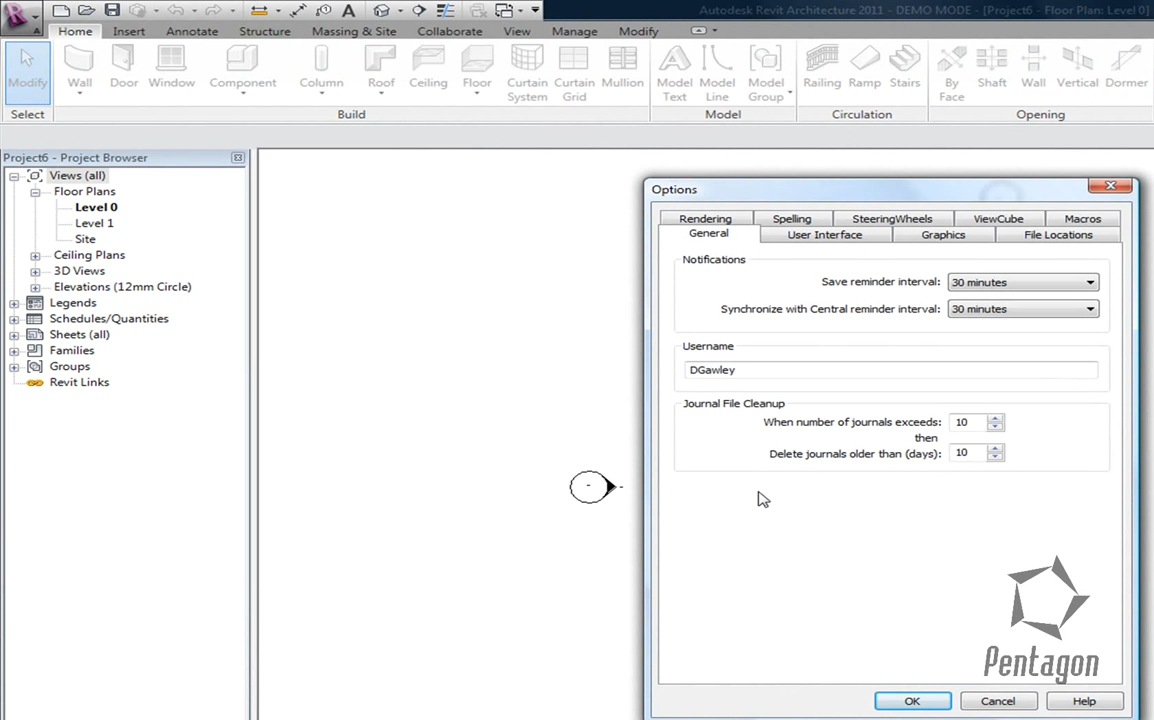 Autodesk Revit Architecture 2011 - DEMO MODE - [Project6 - Floor Plan: Level 0]
Home Insert Annotate Structure Massing & Site Collaborate View Manage Modify
Modify Wall Door Window Component Column Roof Ceiling Floor Curtain System Curtain Grid Mullion Model Text Model Line Model Group Railing Ramp Stairs By Face Shaft Wall Vertical Dormer
Select Build Model Circulation Opening
Project6 - Project Browser
Views (all)
Floor Plans
Level 0
Level 1
Site
Ceiling Plans
3D Views
Elevations (12mm Circle)
Legends
Schedules/Quantities
Sheets (all)
Families
Groups
Revit Links
Options
Rendering Spelling SteeringWheels ViewCube Macros
General User Interface Graphics File Locations
Notifications
Save reminder interval: 30 minutes
Synchronize with Central reminder interval: 30 minutes
Username
DGawley
Journal File Cleanup
When number of journals exceeds: 10
then
Delete journals older than (days): 10
Pentagon
OK Cancel Help